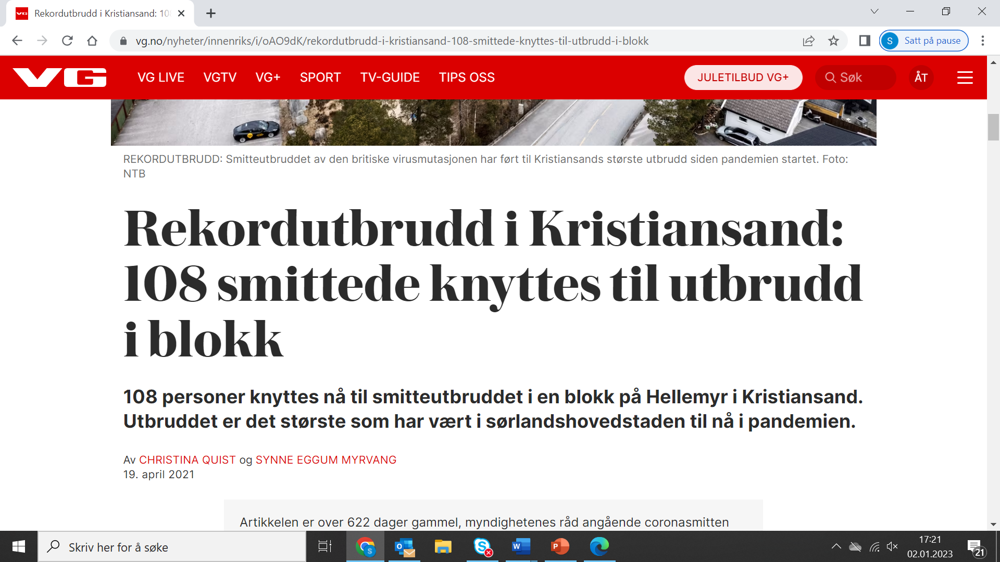 VG
Rekordutbrudd i Kristiansand: 10
vg.no/nyheter/innenriks/i/oAO9dK/rekordutbrudd-i-kristiansand-108-smittede-knyttes-til-utbrudd-i-blokk
S Satt på pause
VG VG LIVE VGTV VG+ SPORT TV-GUIDE TIPS OSS JULETILBUD VG+ Søk ÅT
REKORDUTBRUDD: Smitteutbruddet av den britiske virusmutasjonen har ført til Kristiansands største utbrudd siden pandemien startet. Foto:
NTB
Rekordutbrudd i Kristiansand:
108 smittede knyttes til utbrudd
i blokk
108 personer knyttes nå til smitteutbruddet i en blokk på Hellemyr i Kristiansand.
Utbruddet er det største som har vært i sørlandshovedstaden til nå i pandemien.
Av CHRISTINA QUIST og SYNNE EGGUM MYRVANG
19. april 2021
Artikkelen er over 622 dager gammel, myndighetenes råd angående coronasmitten
Skriv her for å søke
S
O
S
W
P
17:21
02.01.2023
21